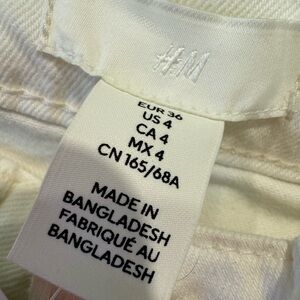 H&M
EUR 36
US 4
CA 4
MX 4
CN 165/68A
MADE IN
BANGLADESH
FABRIQUÉ AU
BANGLADESH